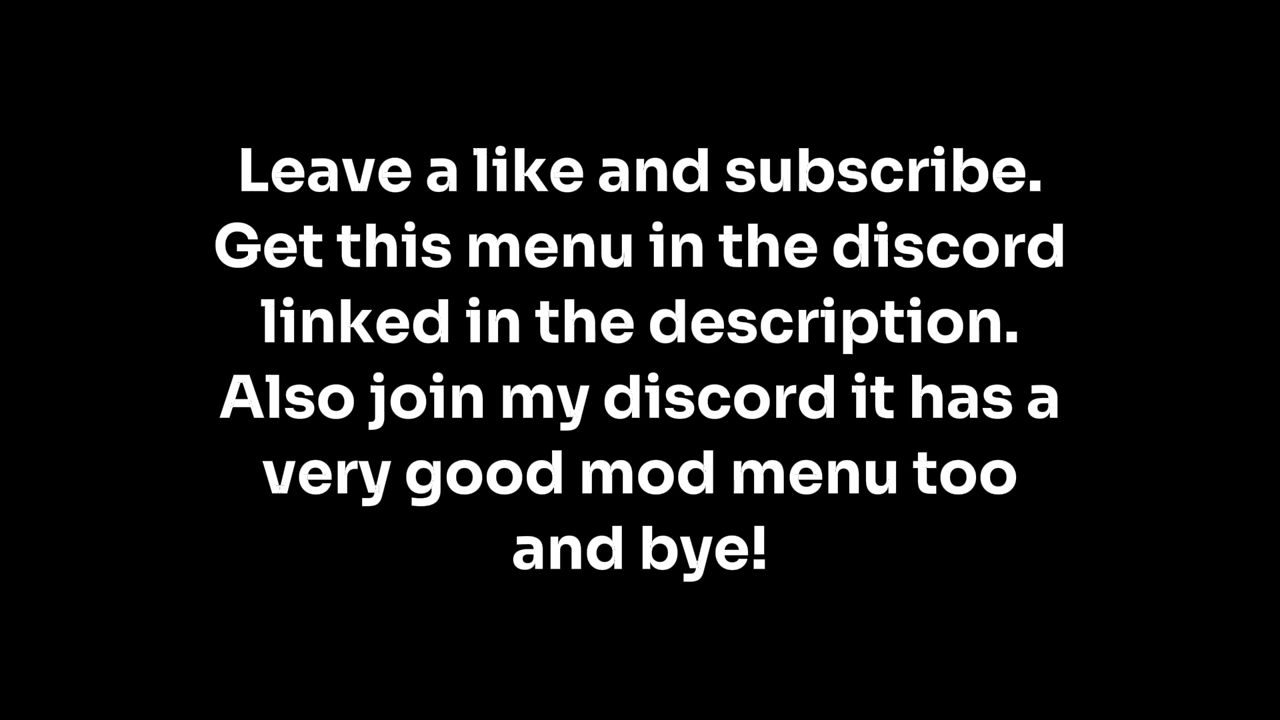 Leave a like and subscribe.
Get this menu in the discord
linked in the description.
Also join my discord it has a
very good mod menu too
and bye!